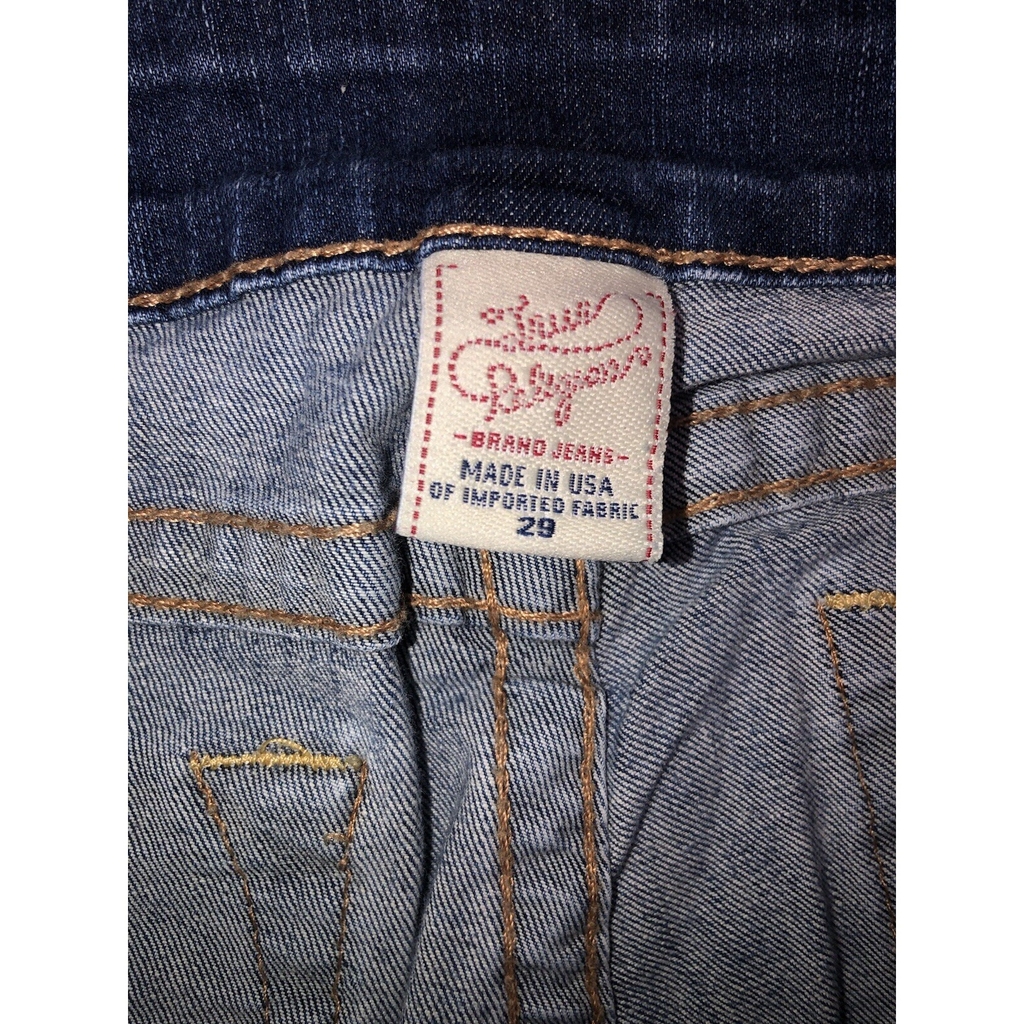 True
Religion
-BRAND JEANS-
MADE IN USA
OF IMPORTED FABRIC
29